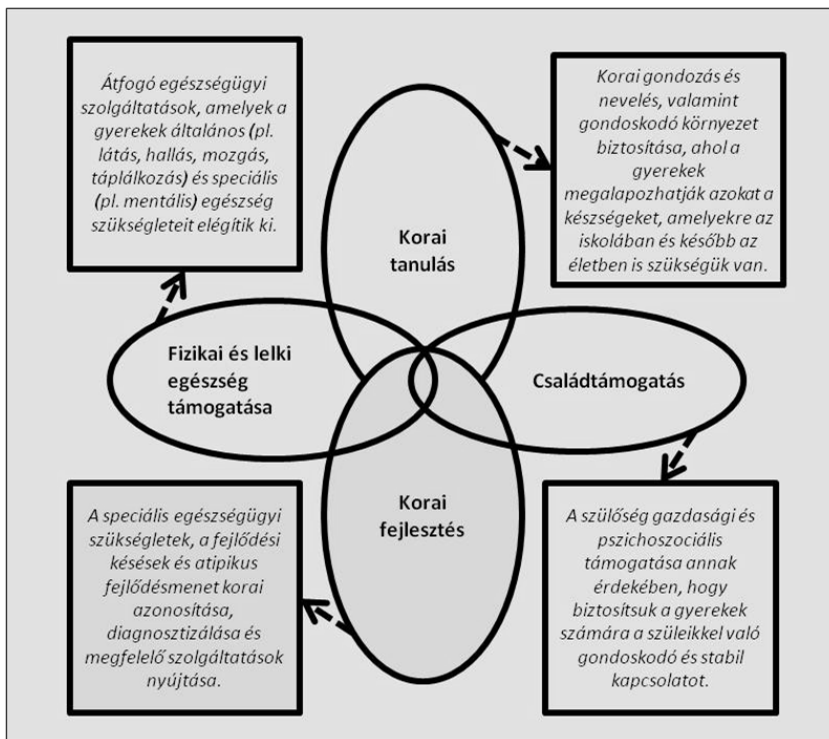 Átfogó egészségügyi
szolgáltatások, amelyek a
gyerekek általános (pl.
látás, hallás, mozgás,
táplálkozás) és speciális
(pl. mentális) egészség
szükségleteit elégítik ki.
Korai gondozás és
nevelés, valamint
gondoskodó környezet
biztosítása, ahol a
gyerekek
megalapozhatják azokat a
készségeket, amelyekre az
iskolában és később az
életben is szükségük van.
Korai
tanulás
Fizikai és lelki
egészség
támogatása
Családtámogatás
Korai
fejlesztés
A speciális egészségügyi
szükségletek, a fejlődési
késések és atipikus
fejlődésmenet korai
azonosítása,
diagnosztizálása és
megfelelő szolgáltatások
nyújtása.
A szülőség gazdasági és
pszichoszociális
támogatása annak
érdekében, hogy
biztosítsuk a gyerekek
számára a szüleikkel való
gondoskodó és stabil
kapcsolatot.